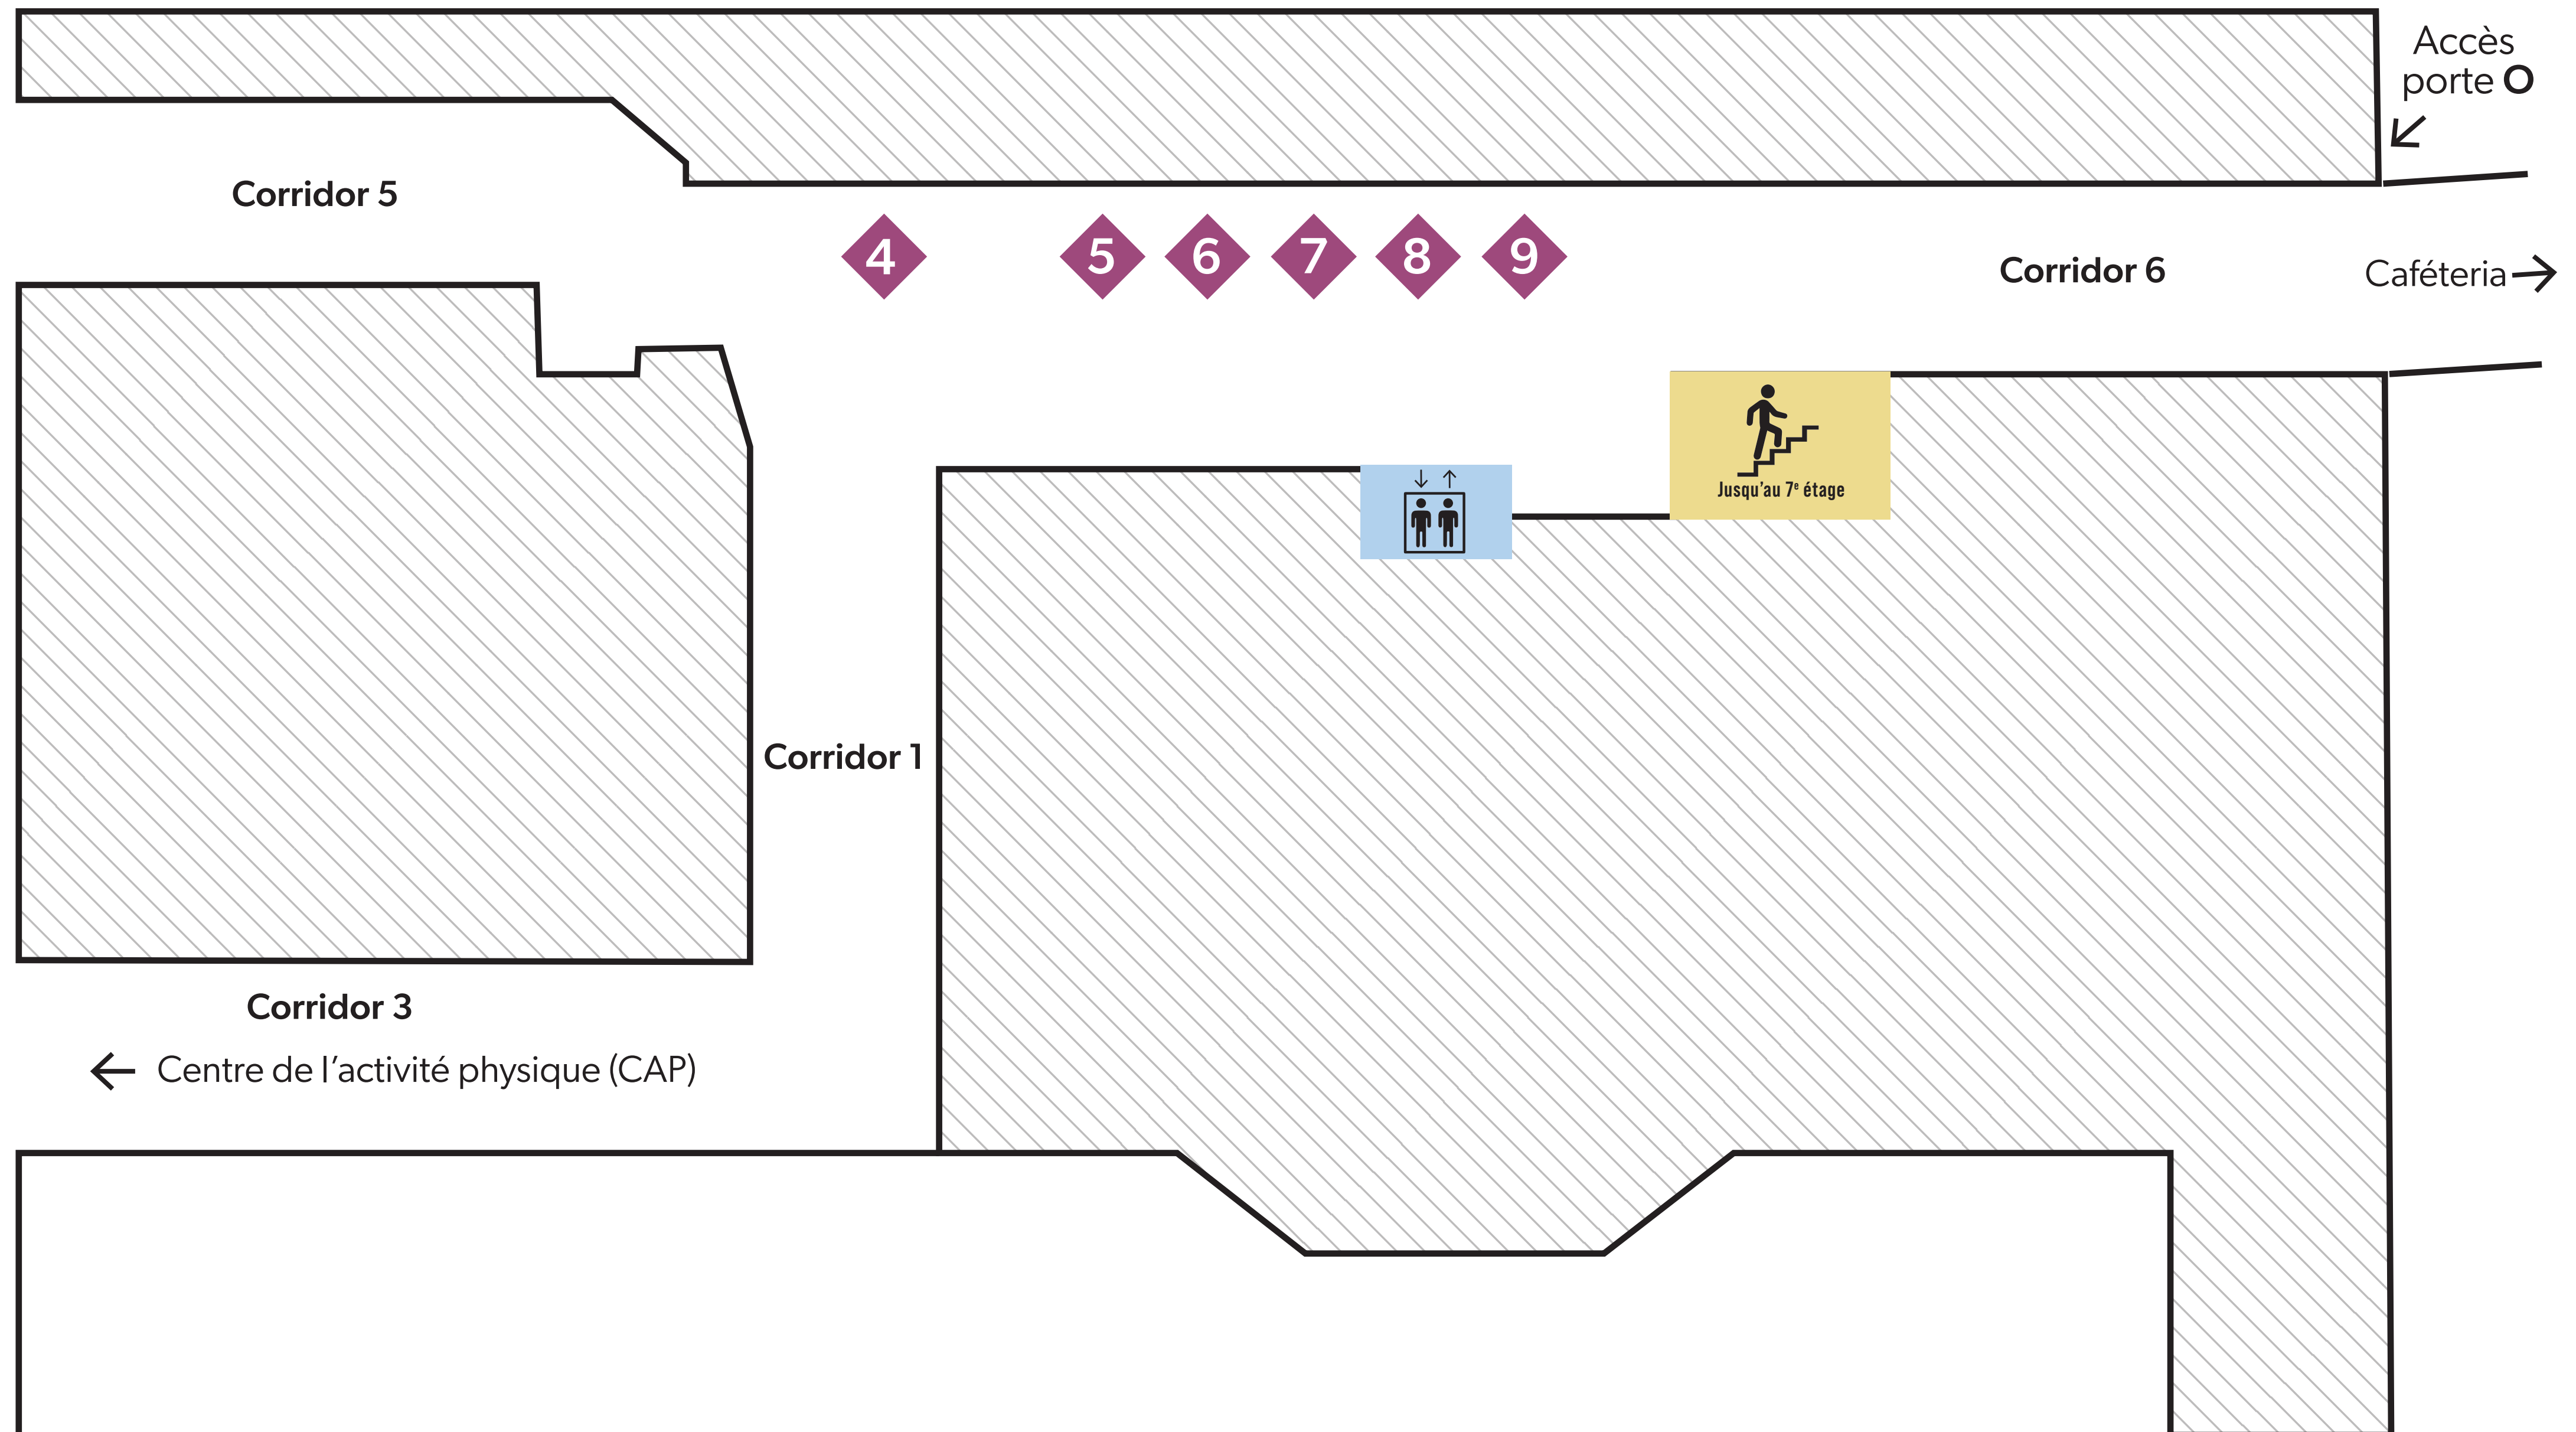 Accès
porte O
Corridor 5
4 5 6 7 8 9
Corridor 6
Caféteria
Jusqu'au 7e étage
Corridor 1
Corridor 3
Centre de l'activité physique (CAP)